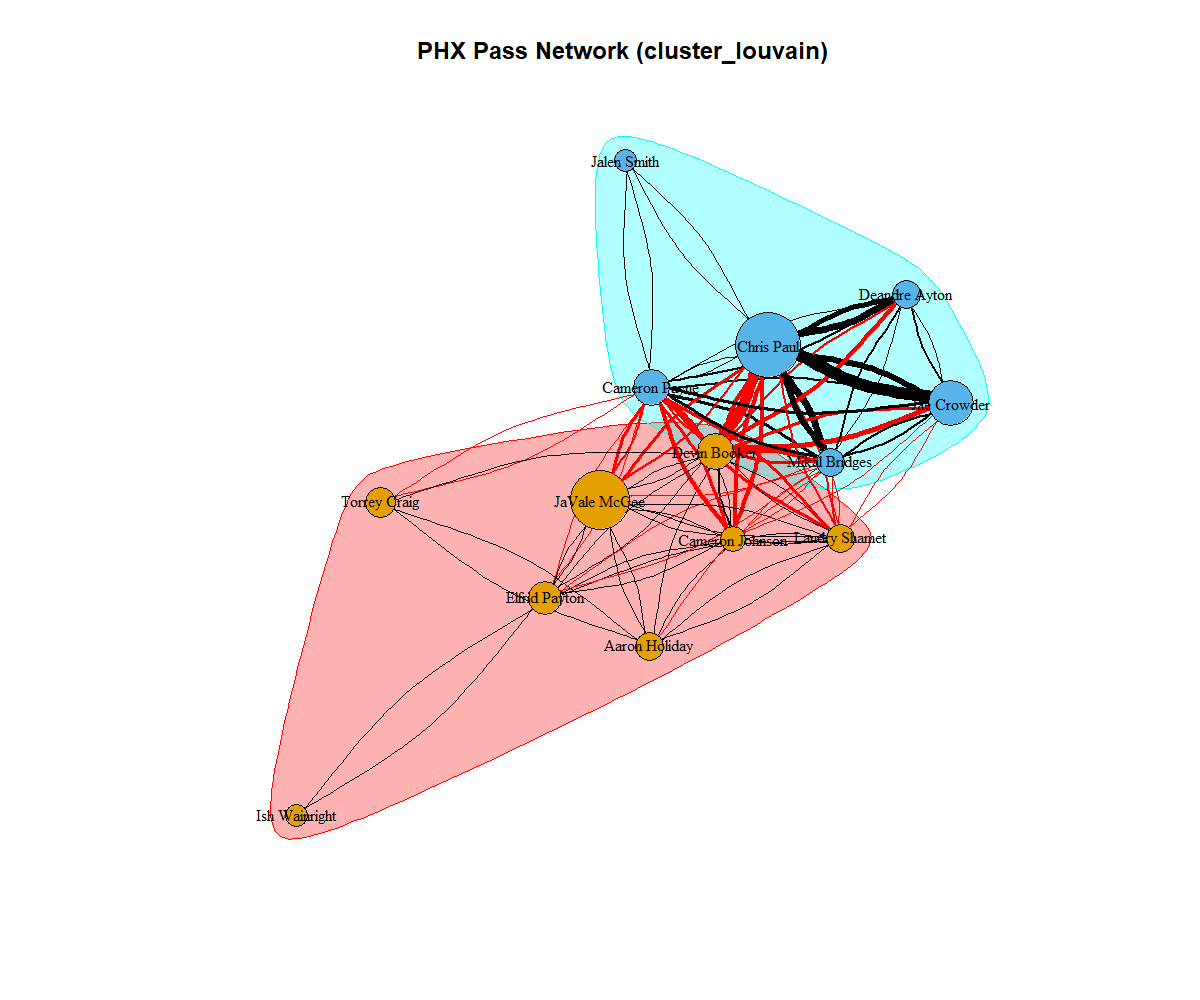 PHX Pass Network (cluster_louvain)
Jalen Smith
Deandre Ayton
Chris Paul
Cameron Payne
Crowder
Devin Booker
Mikal Bridges
Torrey Craig
JaVale McGee
Cameron Johnson
Landry Shamet
Elfrid Payton
Aaron Holiday
Ish Wainright